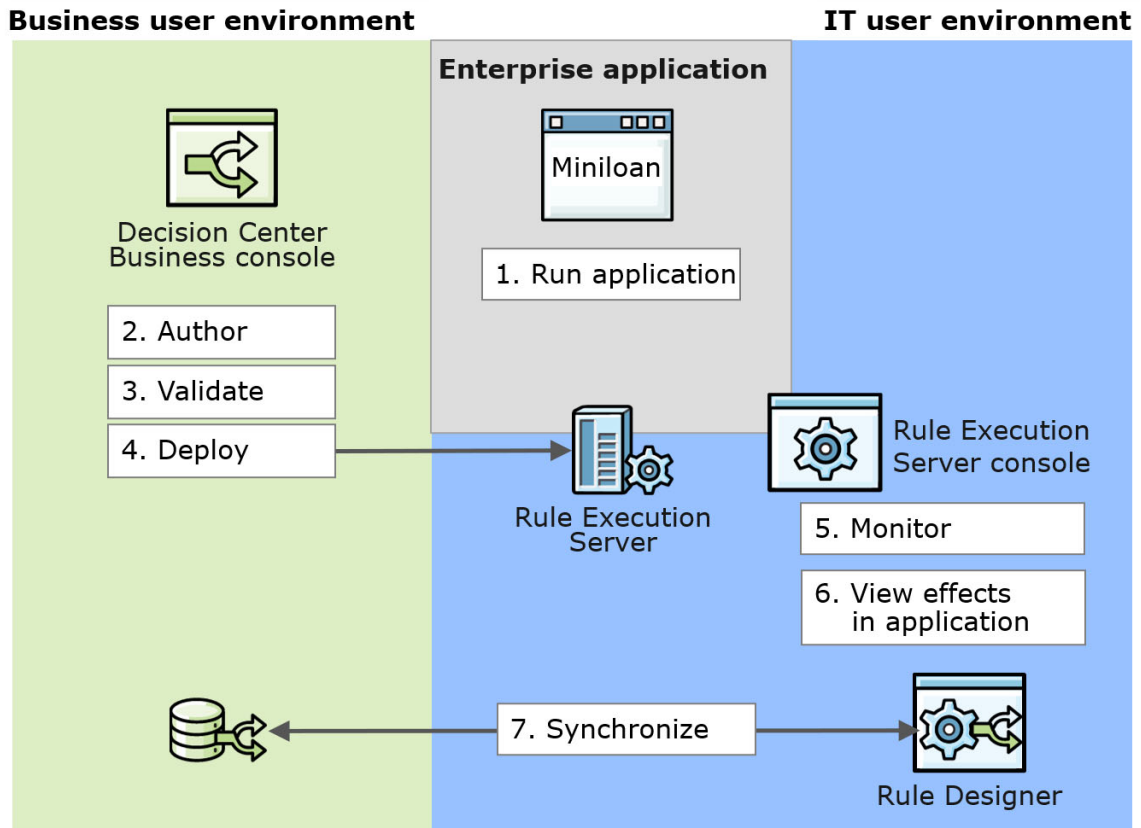 Business user environment
IT user environment
Enterprise application
Miniloan
Decision Center
Business console
1. Run application
2. Author
3. Validate
4. Deploy
Rule Execution
Server
Rule Execution
Server console
5. Monitor
6. View effects
in application
7. Synchronize
Rule Designer